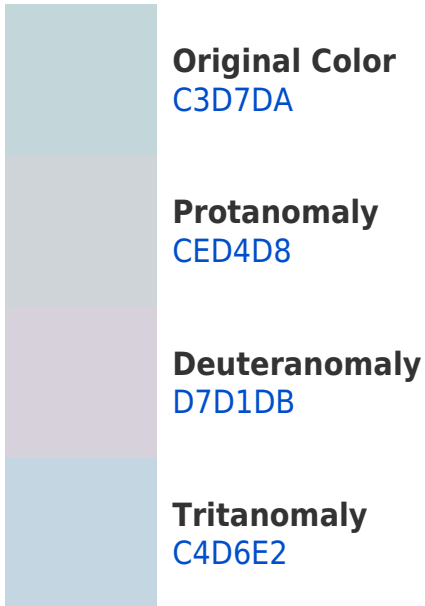 Original Color
C3D7DA
Protanomaly
CED4D8
Deuteranomaly
D7D1DB
Tritanomaly
C4D6E2